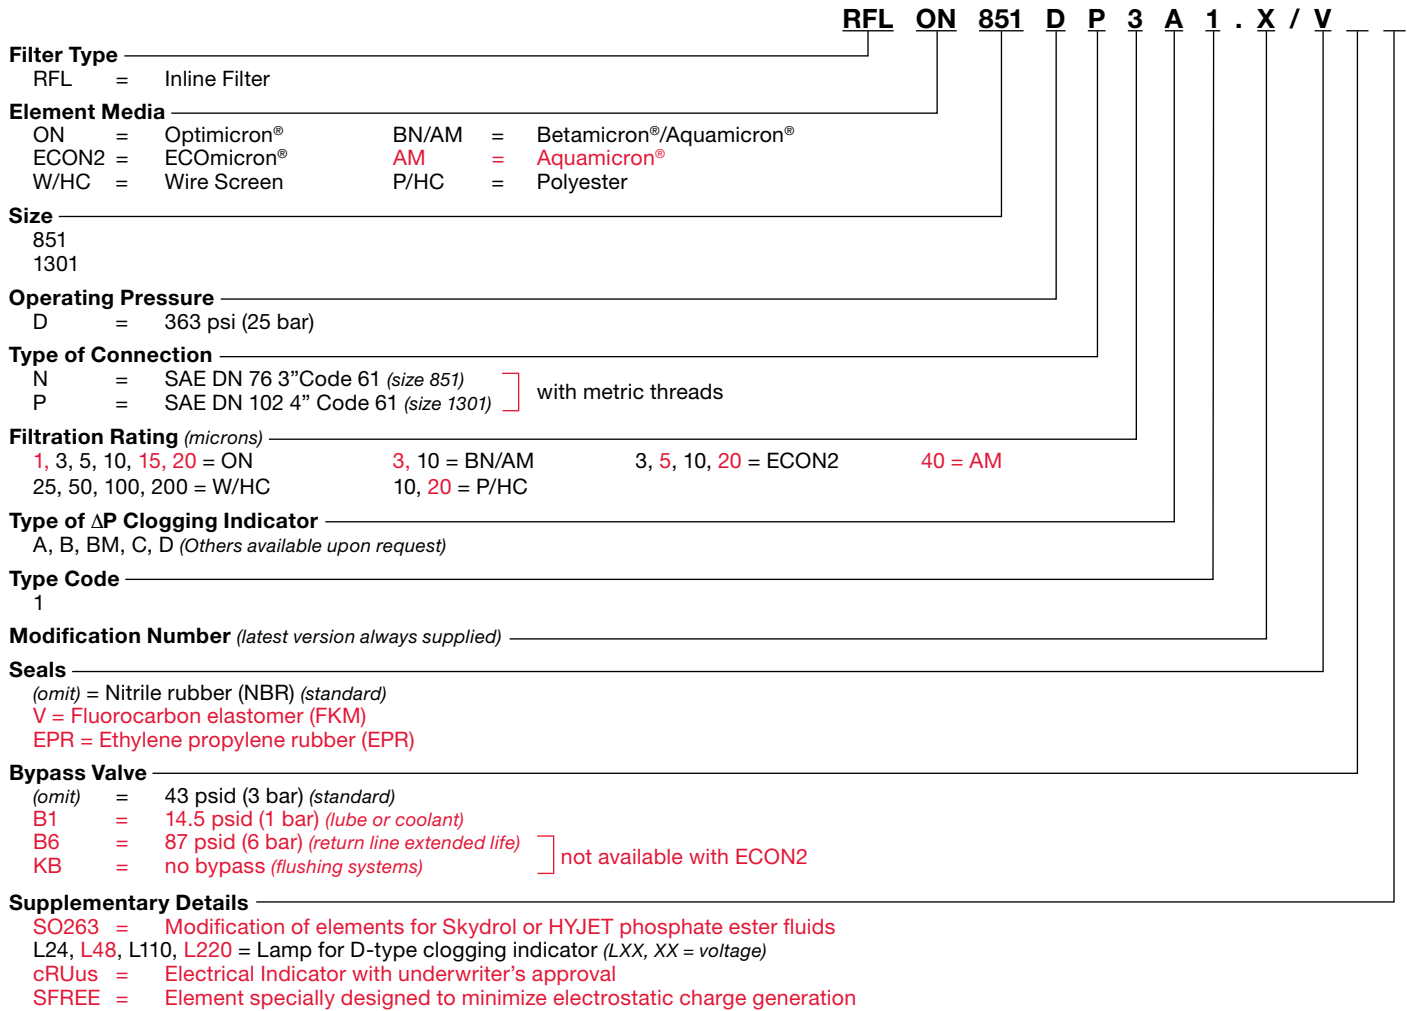 RFL ON 851 D P 3 A 1 . X / V
Filter Type
RFL = Inline Filter
Element Media
ON = Optimicron® BN/AM = Betamicron®/Aquamicron®
ECON2 = ECOmicron® AM = Aquamicron®
W/HC = Wire Screen P/HC = Polyester
Size
851
1301
Operating Pressure
D = 363 psi (25 bar)
Type of Connection
N = SAE DN 76 3”Code 61 (size 851)
P = SAE DN 102 4” Code 61 (size 1301)
with metric threads
Filtration Rating (microns)
1, 3, 5, 10, 15, 20 = ON 3, 10 = BN/AM 3, 5, 10, 20 = ECON2 40 = AM
25, 50, 100, 200 = W/HC 10, 20 = P/HC
Type of ΔP Clogging Indicator
A, B, BM, C, D (Others available upon request)
Type Code
1
Modification Number (latest version always supplied)
Seals
(omit) = Nitrile rubber (NBR) (standard)
V = Fluorocarbon elastomer (FKM)
EPR = Ethylene propylene rubber (EPR)
Bypass Valve
(omit) = 43 psid (3 bar) (standard)
B1 = 14.5 psid (1 bar) (lube or coolant)
B6 = 87 psid (6 bar) (return line extended life)
KB = no bypass (flushing systems)
not available with ECON2
Supplementary Details
SO263 = Modification of elements for Skydrol or HYJET phosphate ester fluids
L24, L48, L110, L220 = Lamp for D-type clogging indicator (LXX, XX = voltage)
cRUus = Electrical Indicator with underwriter’s approval
SFREE = Element specially designed to minimize electrostatic charge generation